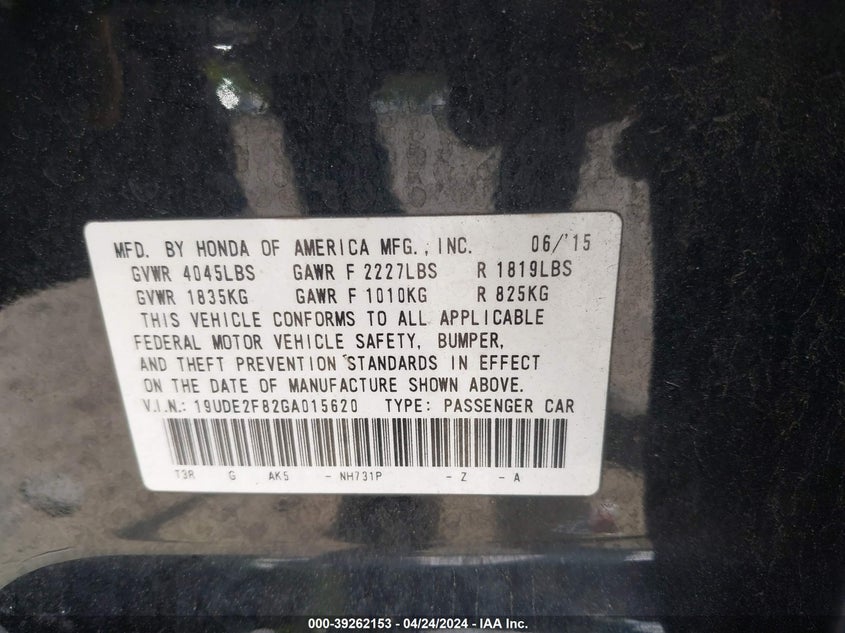 MFD. BY HONDA OF AMERICA MFG., INC. 06/'15
GVWR 4045LBS GAWR F 2227LBS R 1819LBS
GVWR 1835KG GAWR F 1010KG R 825KG
THIS VEHICLE CONFORMS TO ALL APPLICABLE
FEDERAL MOTOR VEHICLE SAFETY, BUMPER,
AND THEFT PREVENTION STANDARDS IN EFFECT
ON THE DATE OF MANUFACTURE SHOWN ABOVE.
V.I.N.: 19UDE2F82GA015620 TYPE: PASSENGER CAR
T3R G AK5 - NH731P - Z - A
000-39262153 - 04/24/2024 - IAA Inc.